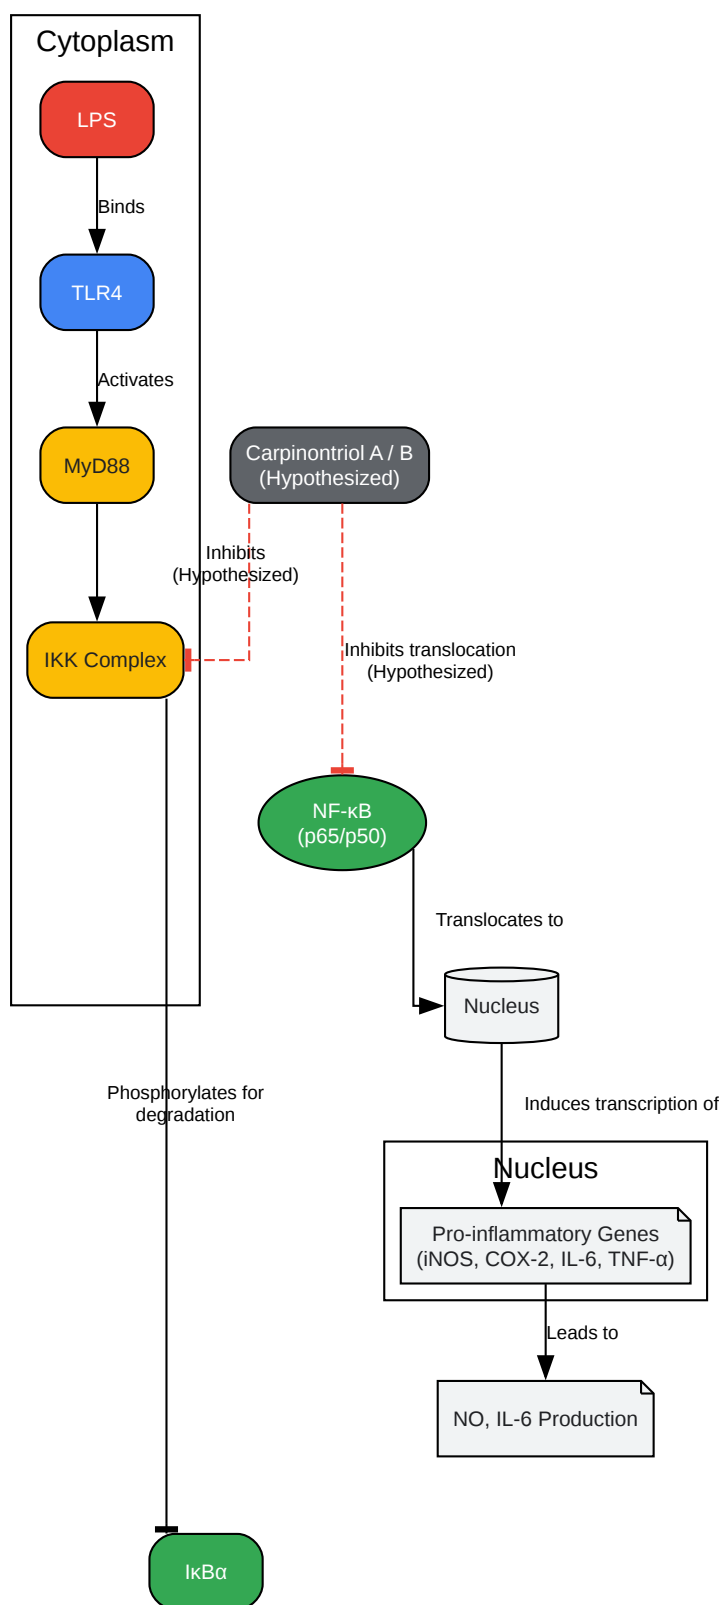 Cytoplasm
LPS
Binds
TLR4
Activates
MyD88
Carpinontriol A / B
(Hypothesized)
Inhibits
(Hypothesized)
IKK Complex
Inhibits translocation
(Hypothesized)
NF-κB
(p65/p50)
Translocates to
Nucleus
Phosphorylates for
degradation
Induces transcription of
Nucleus
Pro-inflammatory Genes
(iNOS, COX-2, IL-6, TNF-α)
Leads to
NO, IL-6 Production
IκBα